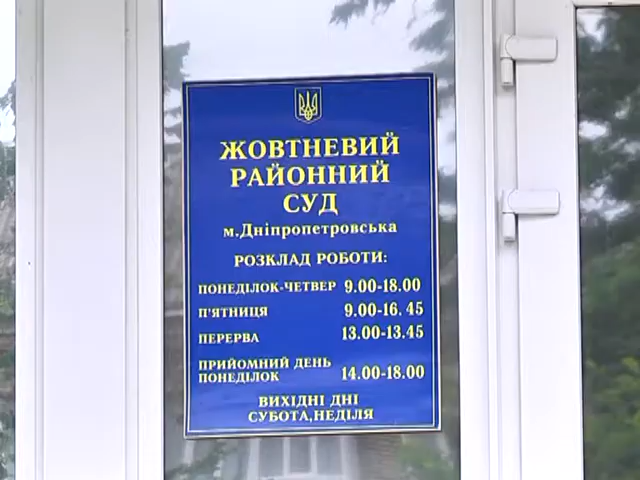 ЖОВТНЕВИЙ
РАЙОННИЙ
СУД
м.Дніпропетровська
РОЗКЛАД РОБОТИ:
ПОНЕДІЛОК-ЧЕТВЕР 9.00-18.00
П'ЯТНИЦЯ 9.00-16.45
ПЕРЕРВА 13.00-13.45
ПРИЙОМНИЙ ДЕНЬ
ПОНЕДІЛОК 14.00-18.00
ВИХІДНІ ДНІ
СУБОТА,НЕДІЛЯ